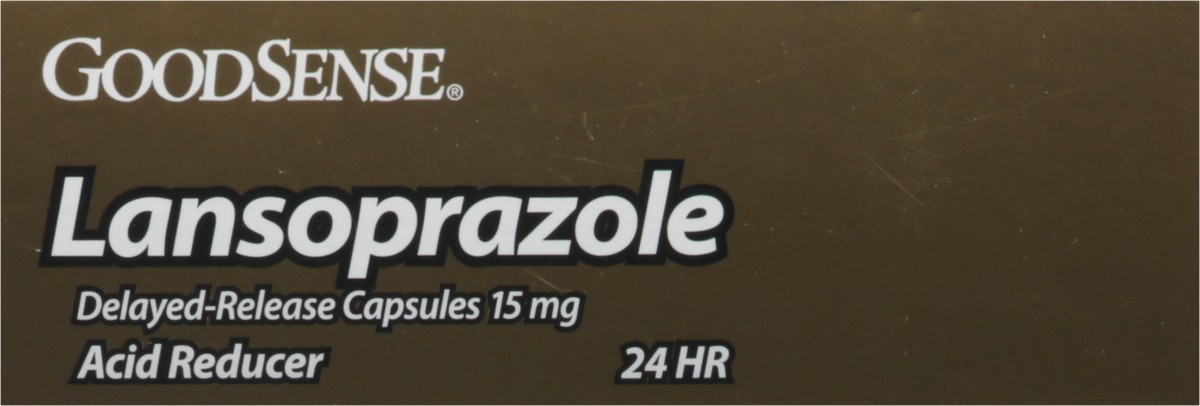 GOODSENSE®
Lansoprazole
Delayed-Release Capsules 15 mg
Acid Reducer 24 HR